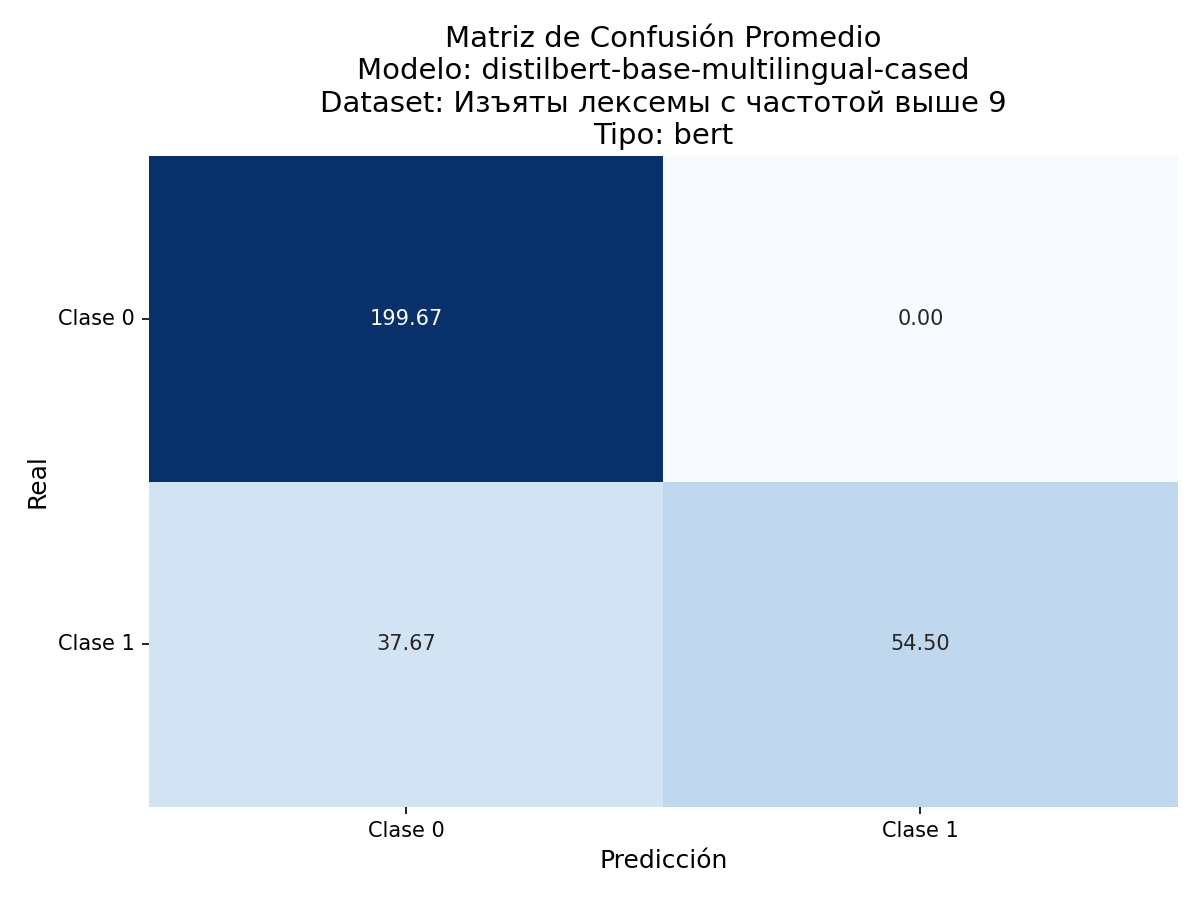 Matriz de Confusión Promedio
Modelo: distilbert-base-multilingual-cased
Dataset: Изъяты лексемы с частотой выше 9
Tipo: bert
Clase 0
199.67
0.00
Real
Clase 1
37.67
54.50
Clase 0
Clase 1
Predicción